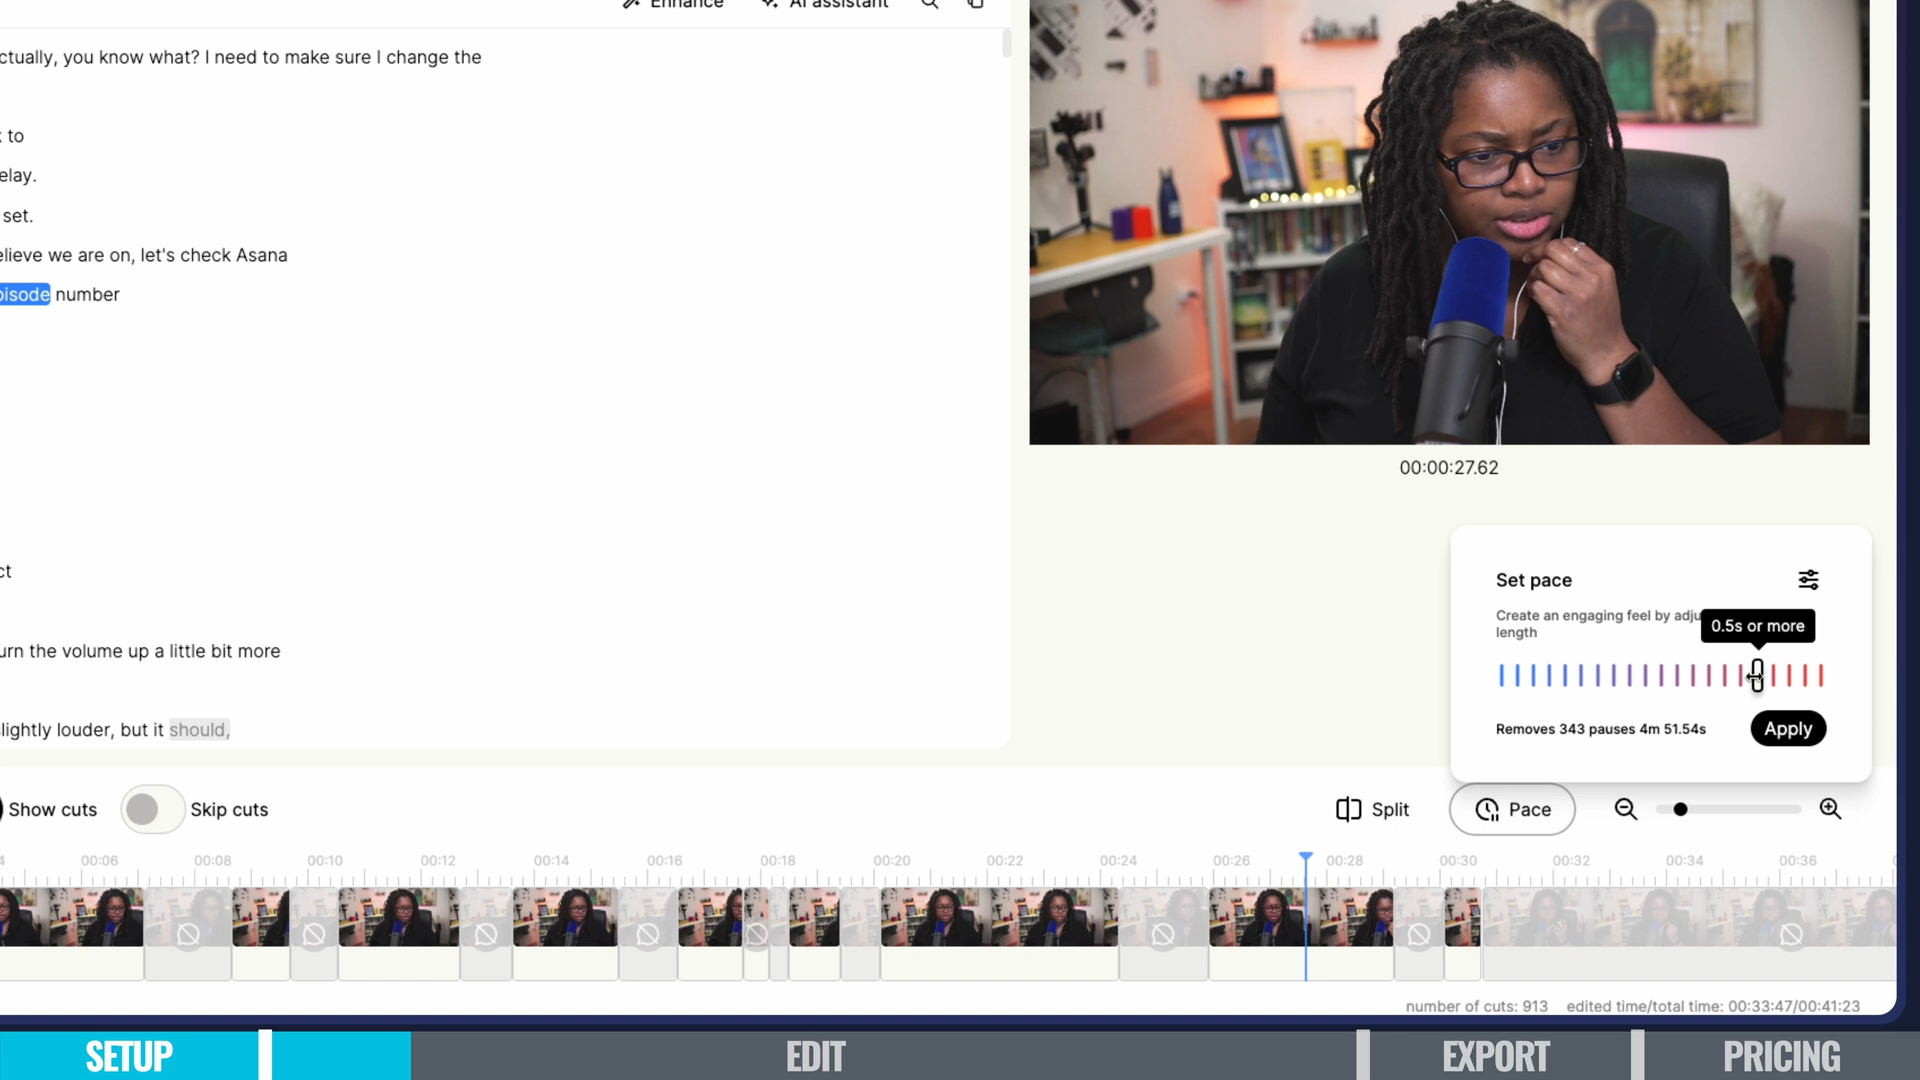 Enhance
AI assistant
ctually, you know what? I need to make sure I change the
to
elay.
set.
elieve we are on, let's check Asana
pisode number
ct
urn the volume up a little bit more
slightly louder, but it should,
00:00:27.62
Set pace
Create an engaging feel by adju
length
0.5s or more
Removes 343 pauses 4m 51.54s
Apply
Show cuts
Skip cuts
Split
Pace
4 00:06 00:08 00:10 00:12 00:14 00:16 00:18 00:20 00:22 00:24 00:26 00:28 00:30 00:32 00:34 00:36
number of cuts: 913 edited time/total time: 00:33:47/00:41:23
SETUP
EDIT
EXPORT
PRICING